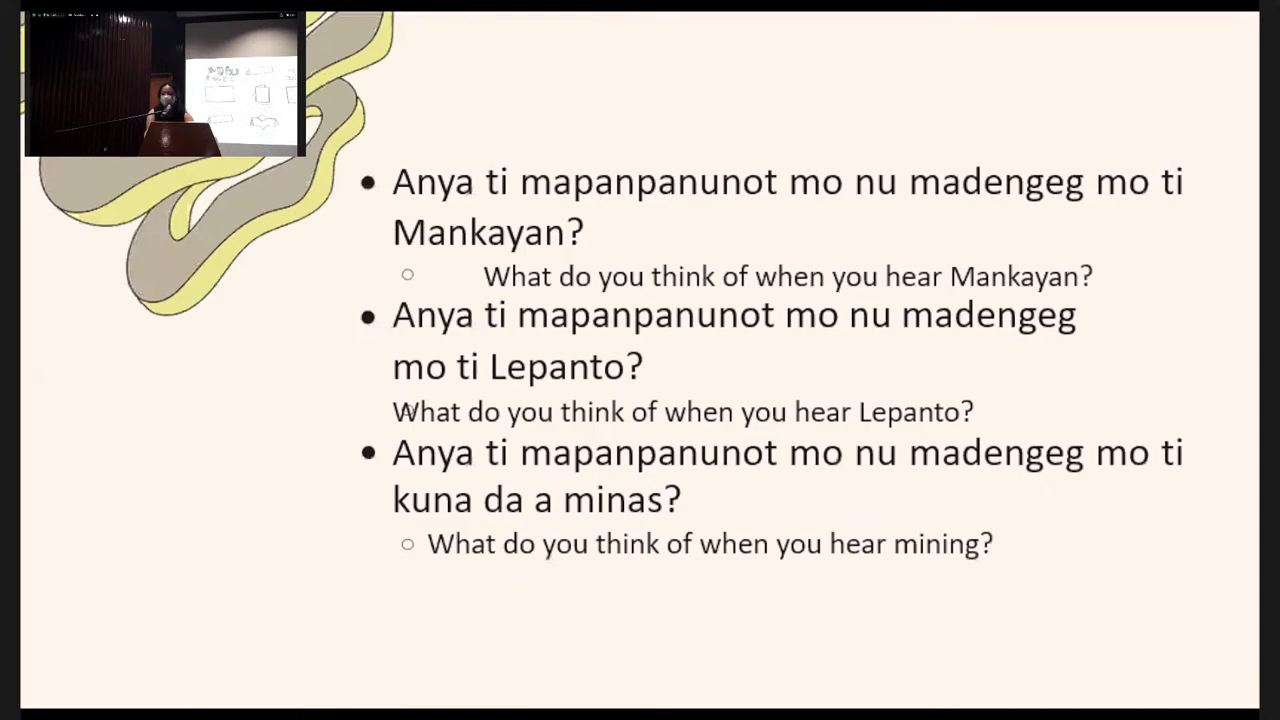 Anya ti mapanpanunot mo nu madengeg mo ti
Mankayan?
What do you think of when you hear Mankayan?
Anya ti mapanpanunot mo nu madengeg
mo ti Lepanto?
What do you think of when you hear Lepanto?
Anya ti mapanpanunot mo nu madengeg mo ti
kuna da a minas?
What do you think of when you hear mining?